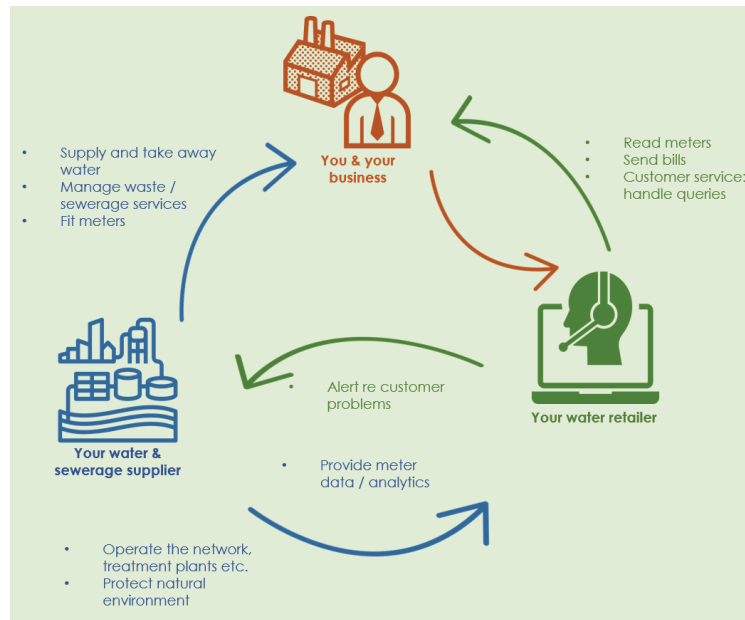 You & your
business
• Supply and take away
water
• Manage waste /
sewerage services
• Fit meters
• Read meters
• Send bills
• Customer service:
handle queries
• Alert re customer
problems
Your water retailer
Your water &
sewerage supplier
• Provide meter
data / analytics
• Operate the network,
treatment plants etc.
• Protect natural
environment